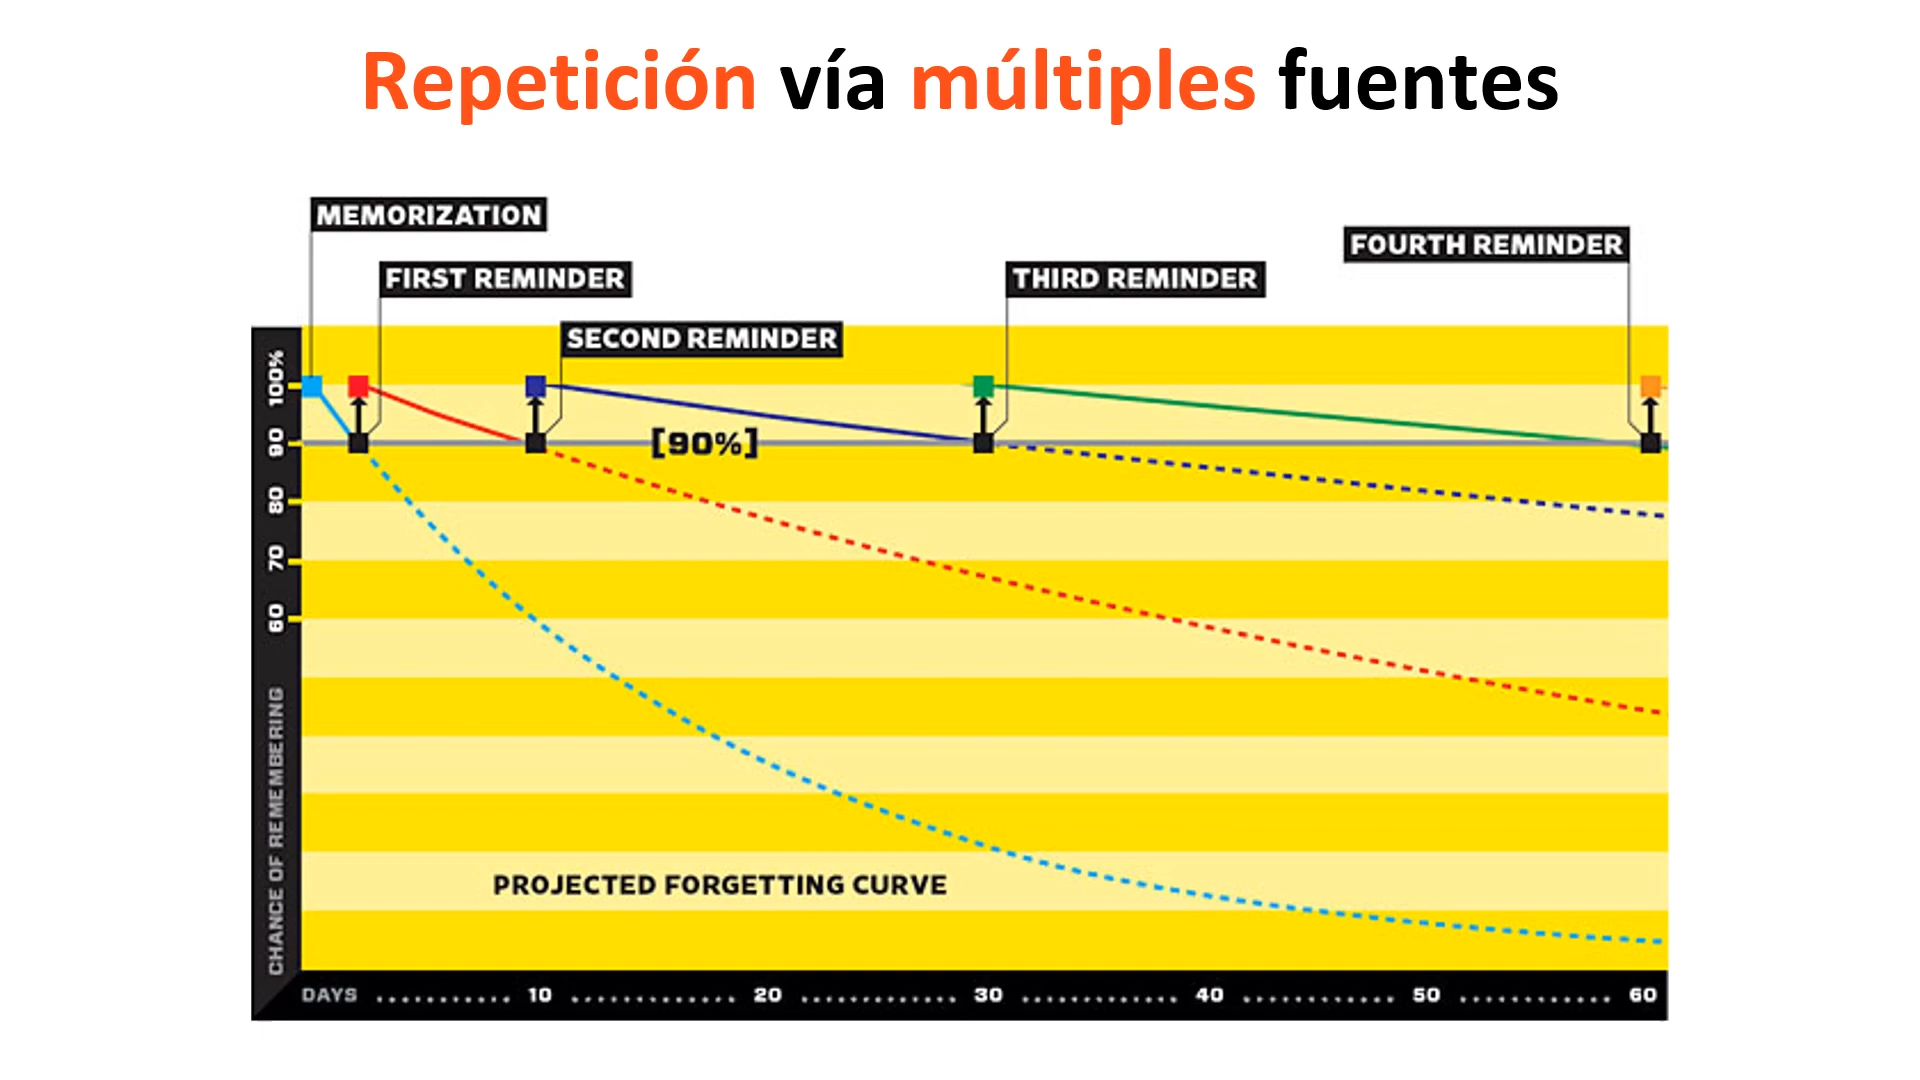 Repetición vía múltiples fuentes
MEMORIZATION
FOURTH REMINDER
FIRST REMINDER
THIRD REMINDER
SECOND REMINDER
100%
90
[90%]
80
70
60
CHANCE OF REMEMBERING
PROJECTED FORGETTING CURVE
DAYS 10 20 30 40 50 60